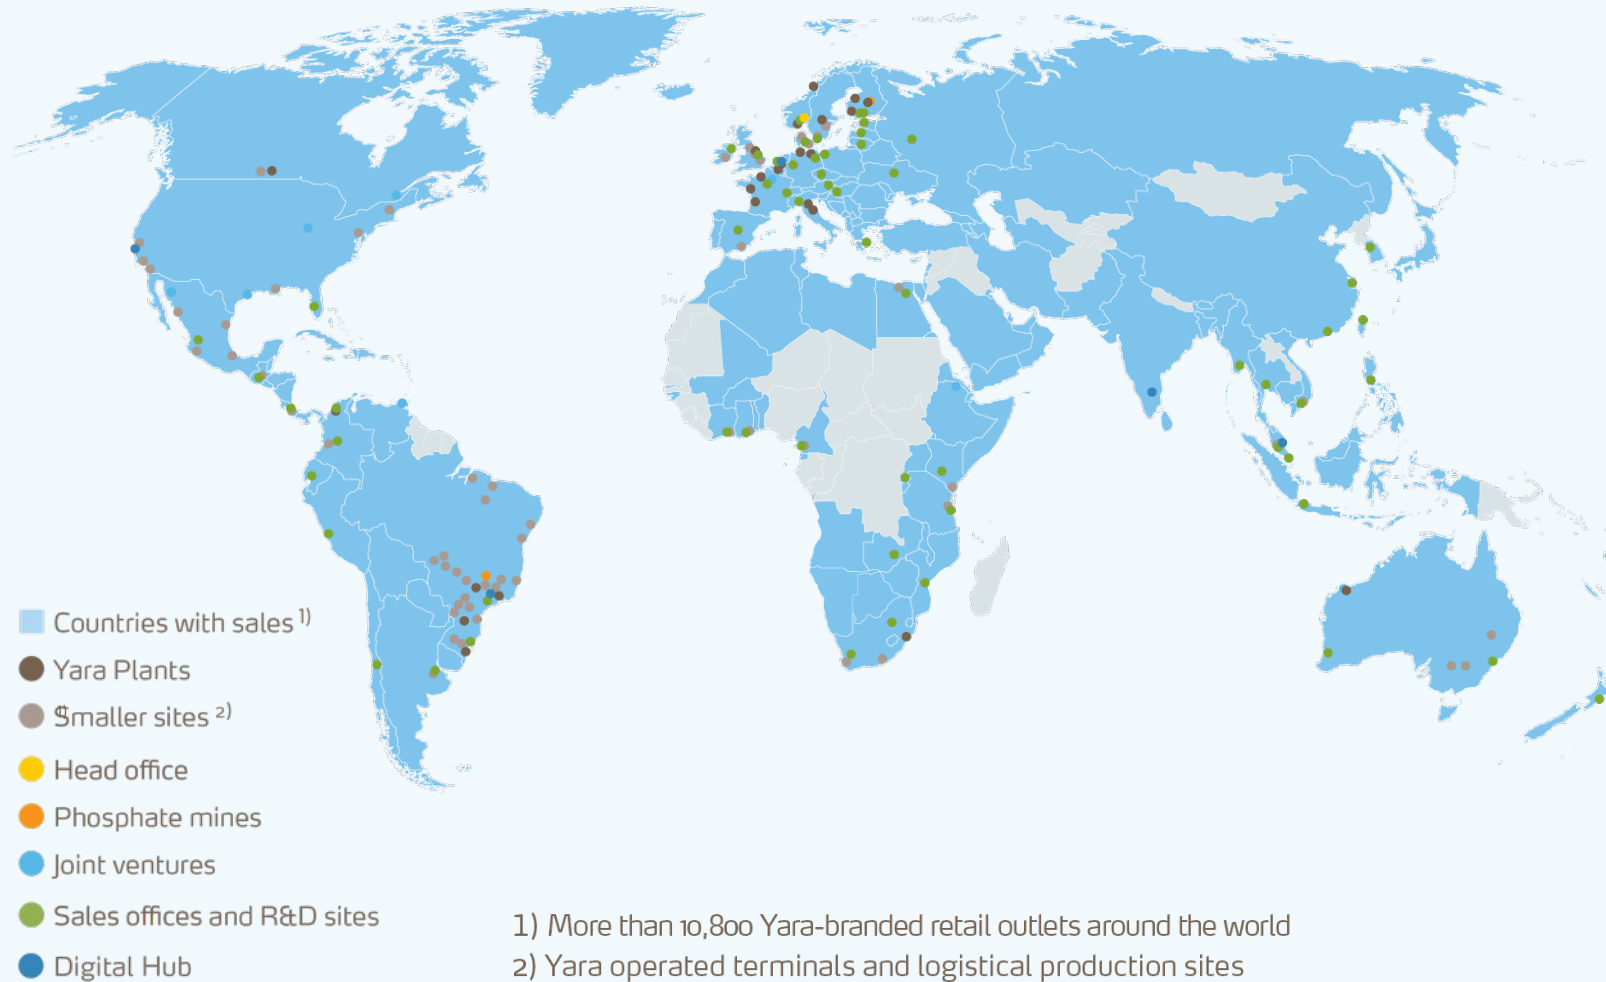 Countries with sales 1)
Yara Plants
Smaller sites 2)
Head office
Phosphate mines
Joint ventures
Sales offices and R&D sites
Digital Hub
1) More than 10,800 Yara-branded retail outlets around the world
2) Yara operated terminals and logistical production sites